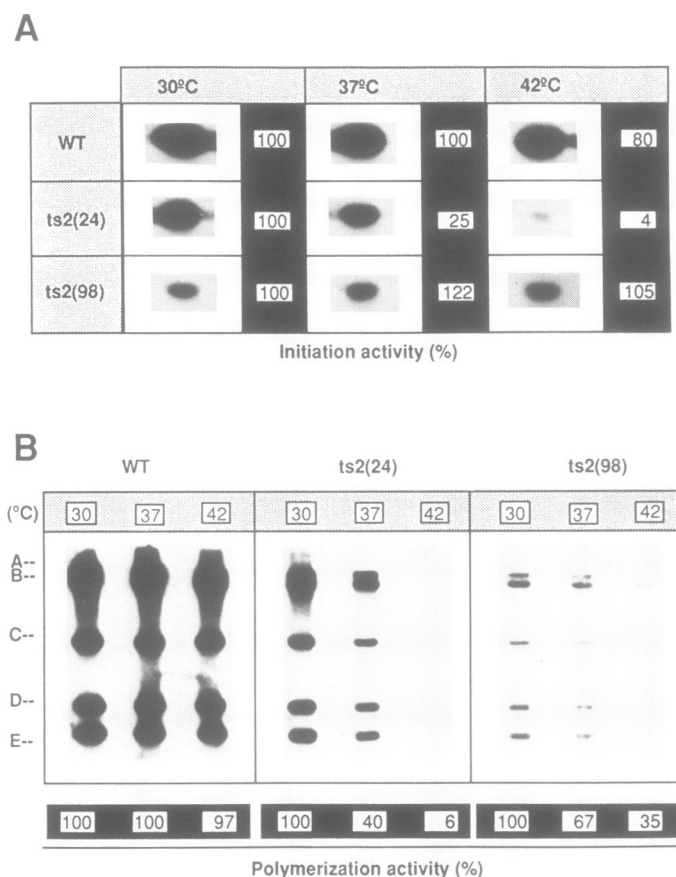 A
30ºC 37ºC 42ºC
WT 100 100 80
ts2(24) 100 25 4
ts2(98) 100 122 105
Initiation activity (%)
B
WT ts2(24) ts2(98)
(°C) 30 37 42 30 37 42 30 37 42
A--
B--
C--
D--
E--
100 100 97 100 40 6 100 67 35
Polymerization activity (%)